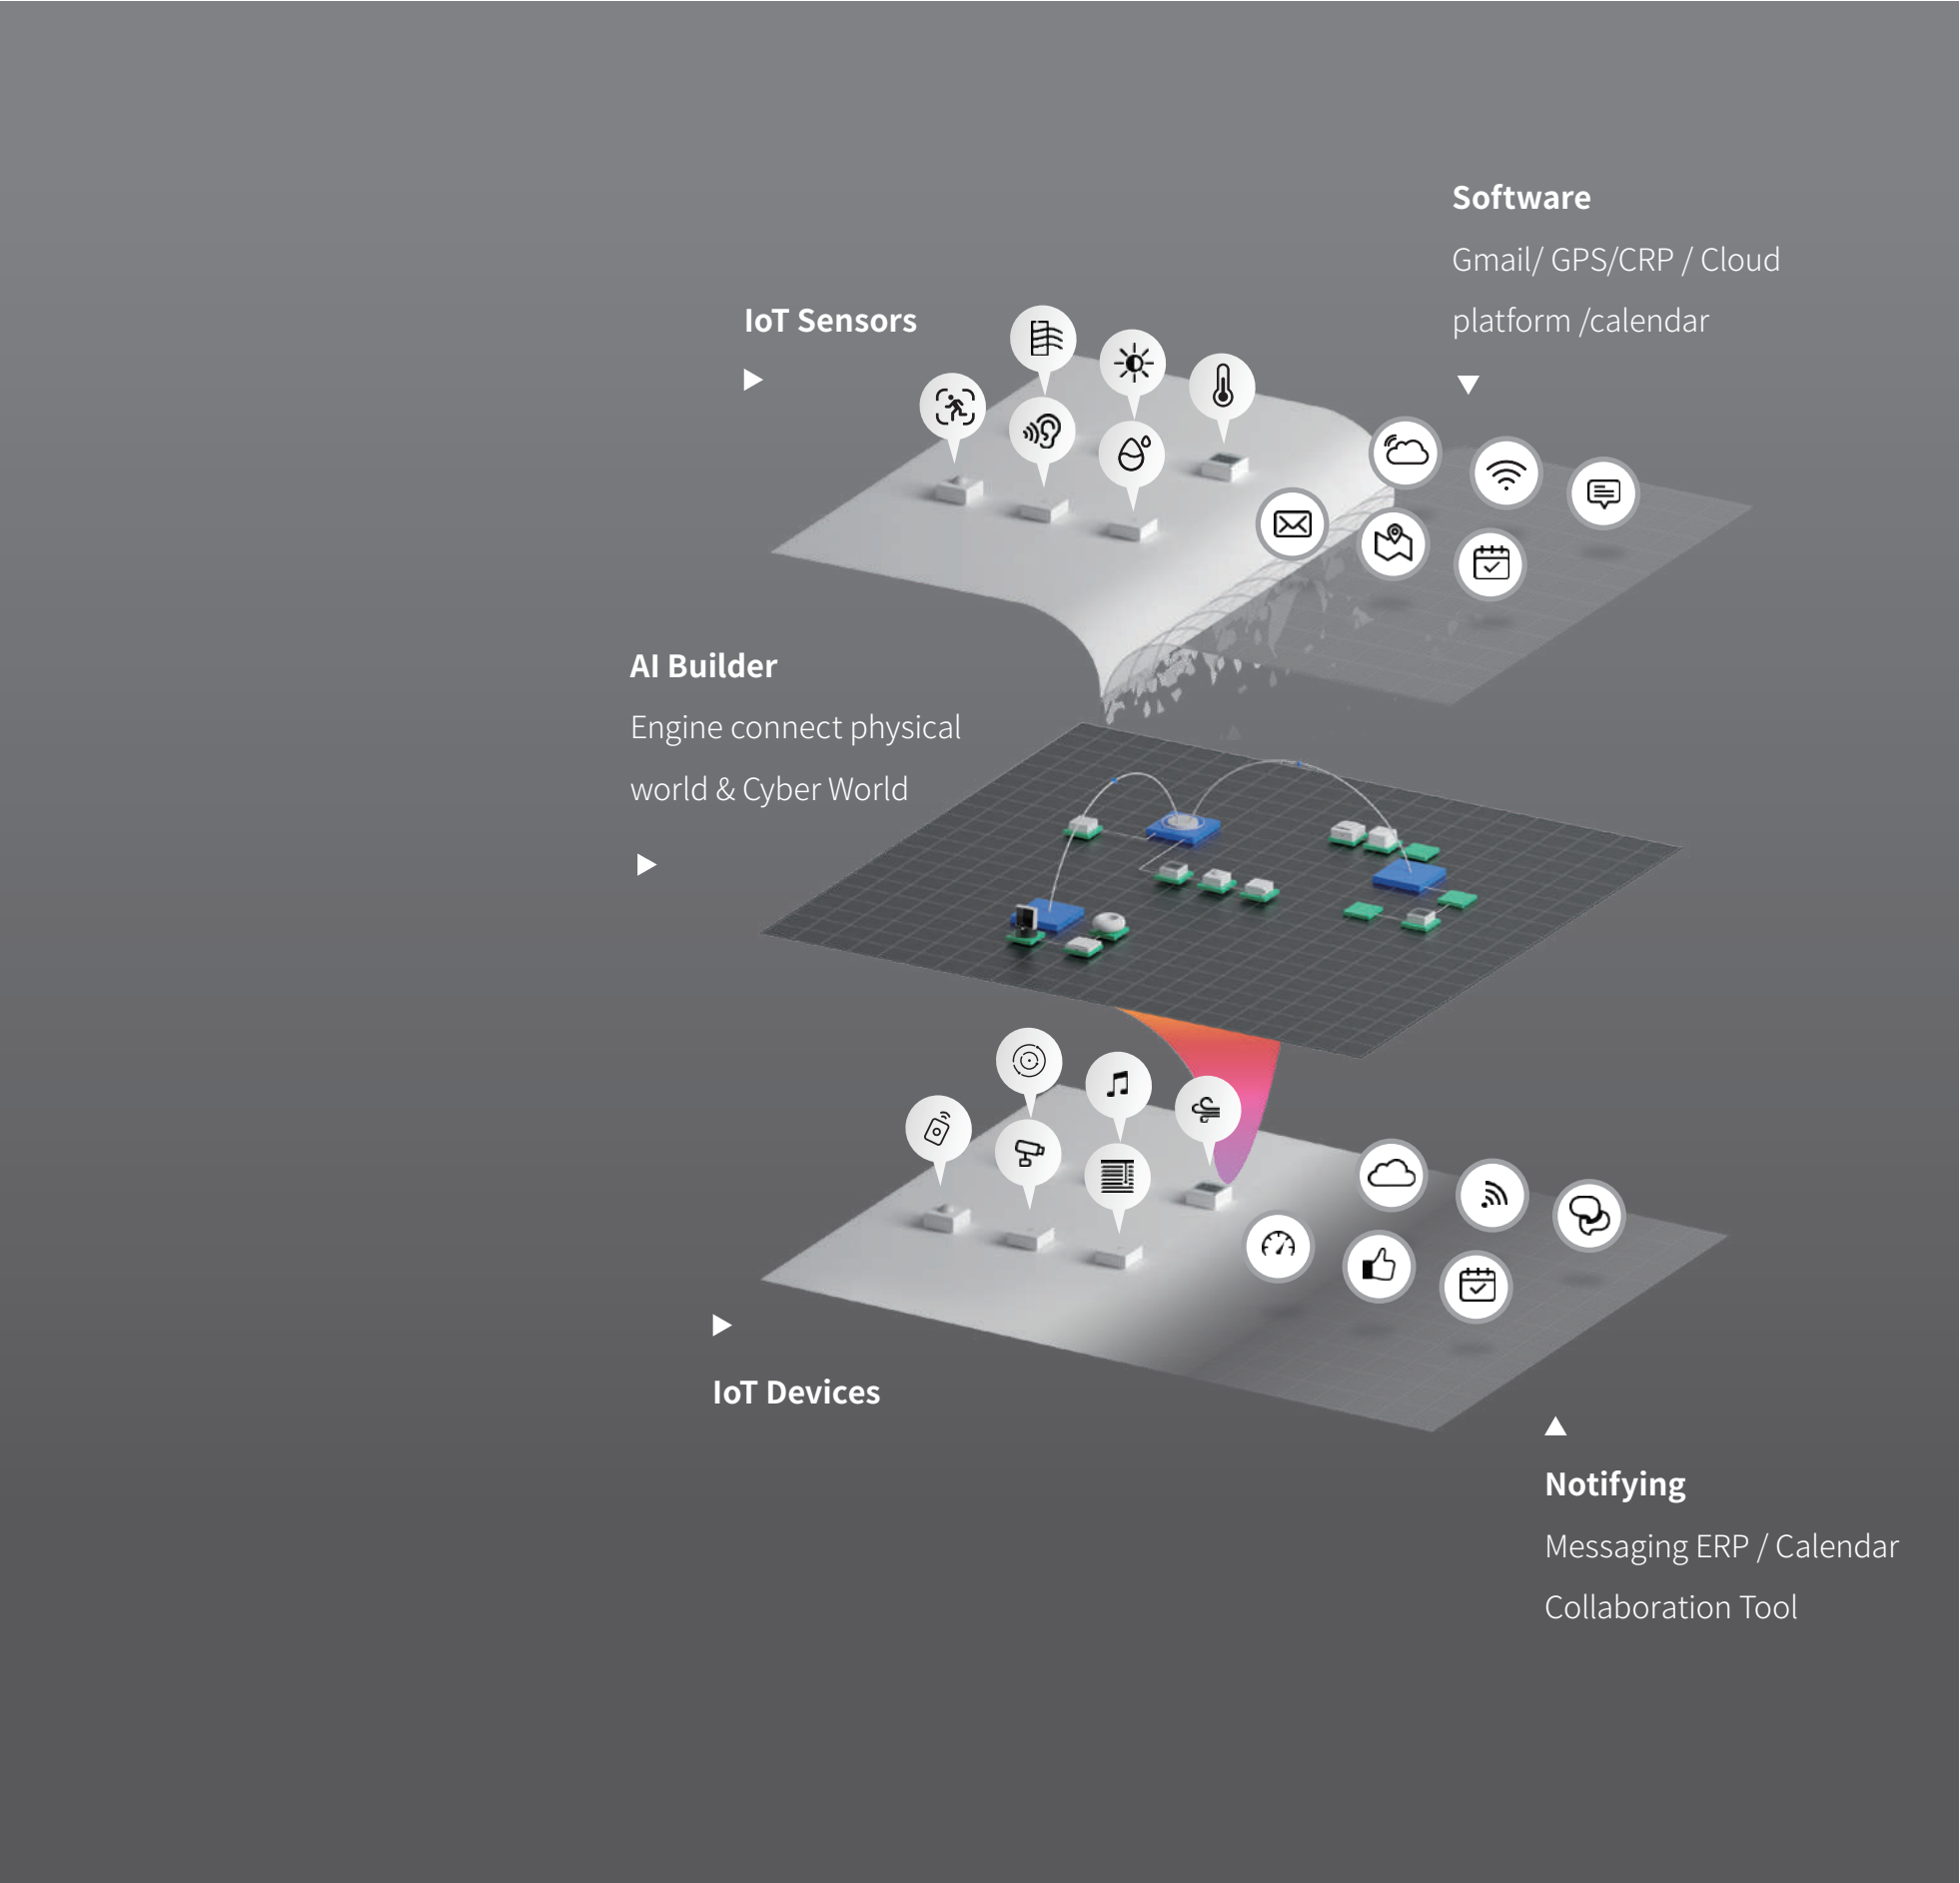 Software
Gmail/ GPS/CRP / Cloud
platform /calendar
IoT Sensors
AI Builder
Engine connect physical
world & Cyber World
IoT Devices
Notifying
Messaging ERP / Calendar
Collaboration Tool